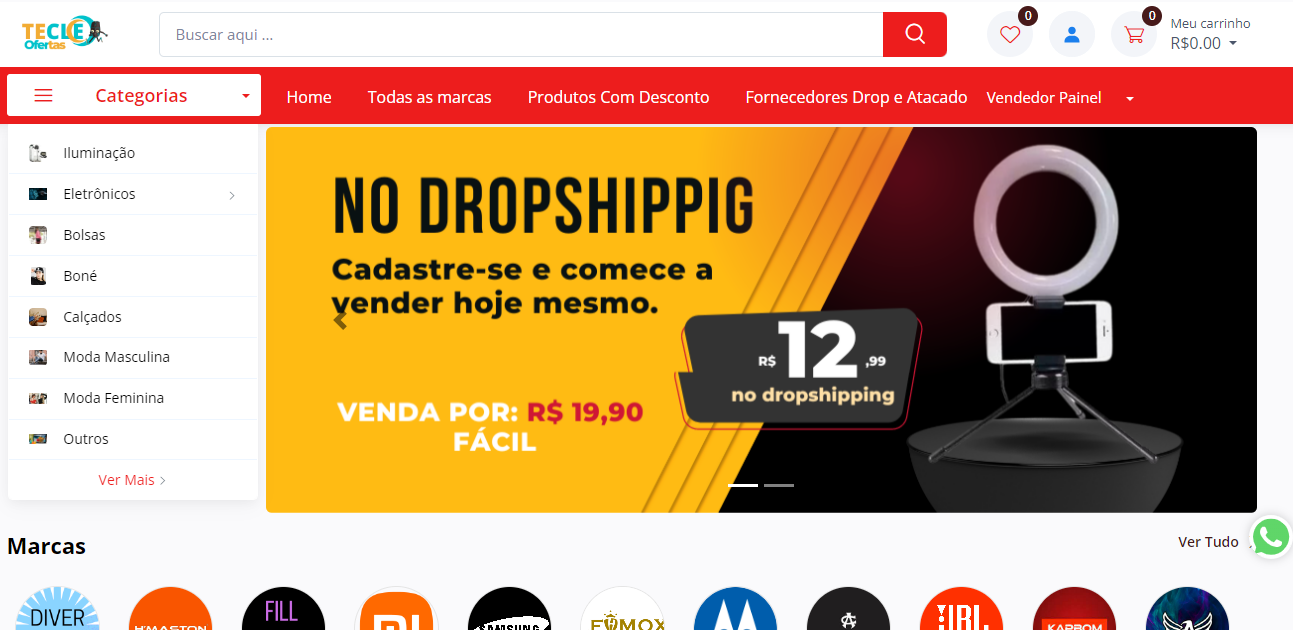 TECLE
Ofertas
Buscar aqui ...
0
0
Meu carrinho
R$0.00
Categorias
Home
Todas as marcas
Produtos Com Desconto
Fornecedores Drop e Atacado
Vendedor Painel
Iluminação
Eletrônicos
Bolsas
Boné
Calçados
Moda Masculina
Moda Feminina
Outros
Ver Mais
NO DROPSHIPPIG
Cadastre-se e comece a
vender hoje mesmo.
R$ 12,99
no dropshipping
VENDA POR: R$ 19,90
FÁCIL
Marcas
Ver Tudo
DIVER
H'MASTON
FILL
SAMSUNG
JBL
KAPBOM